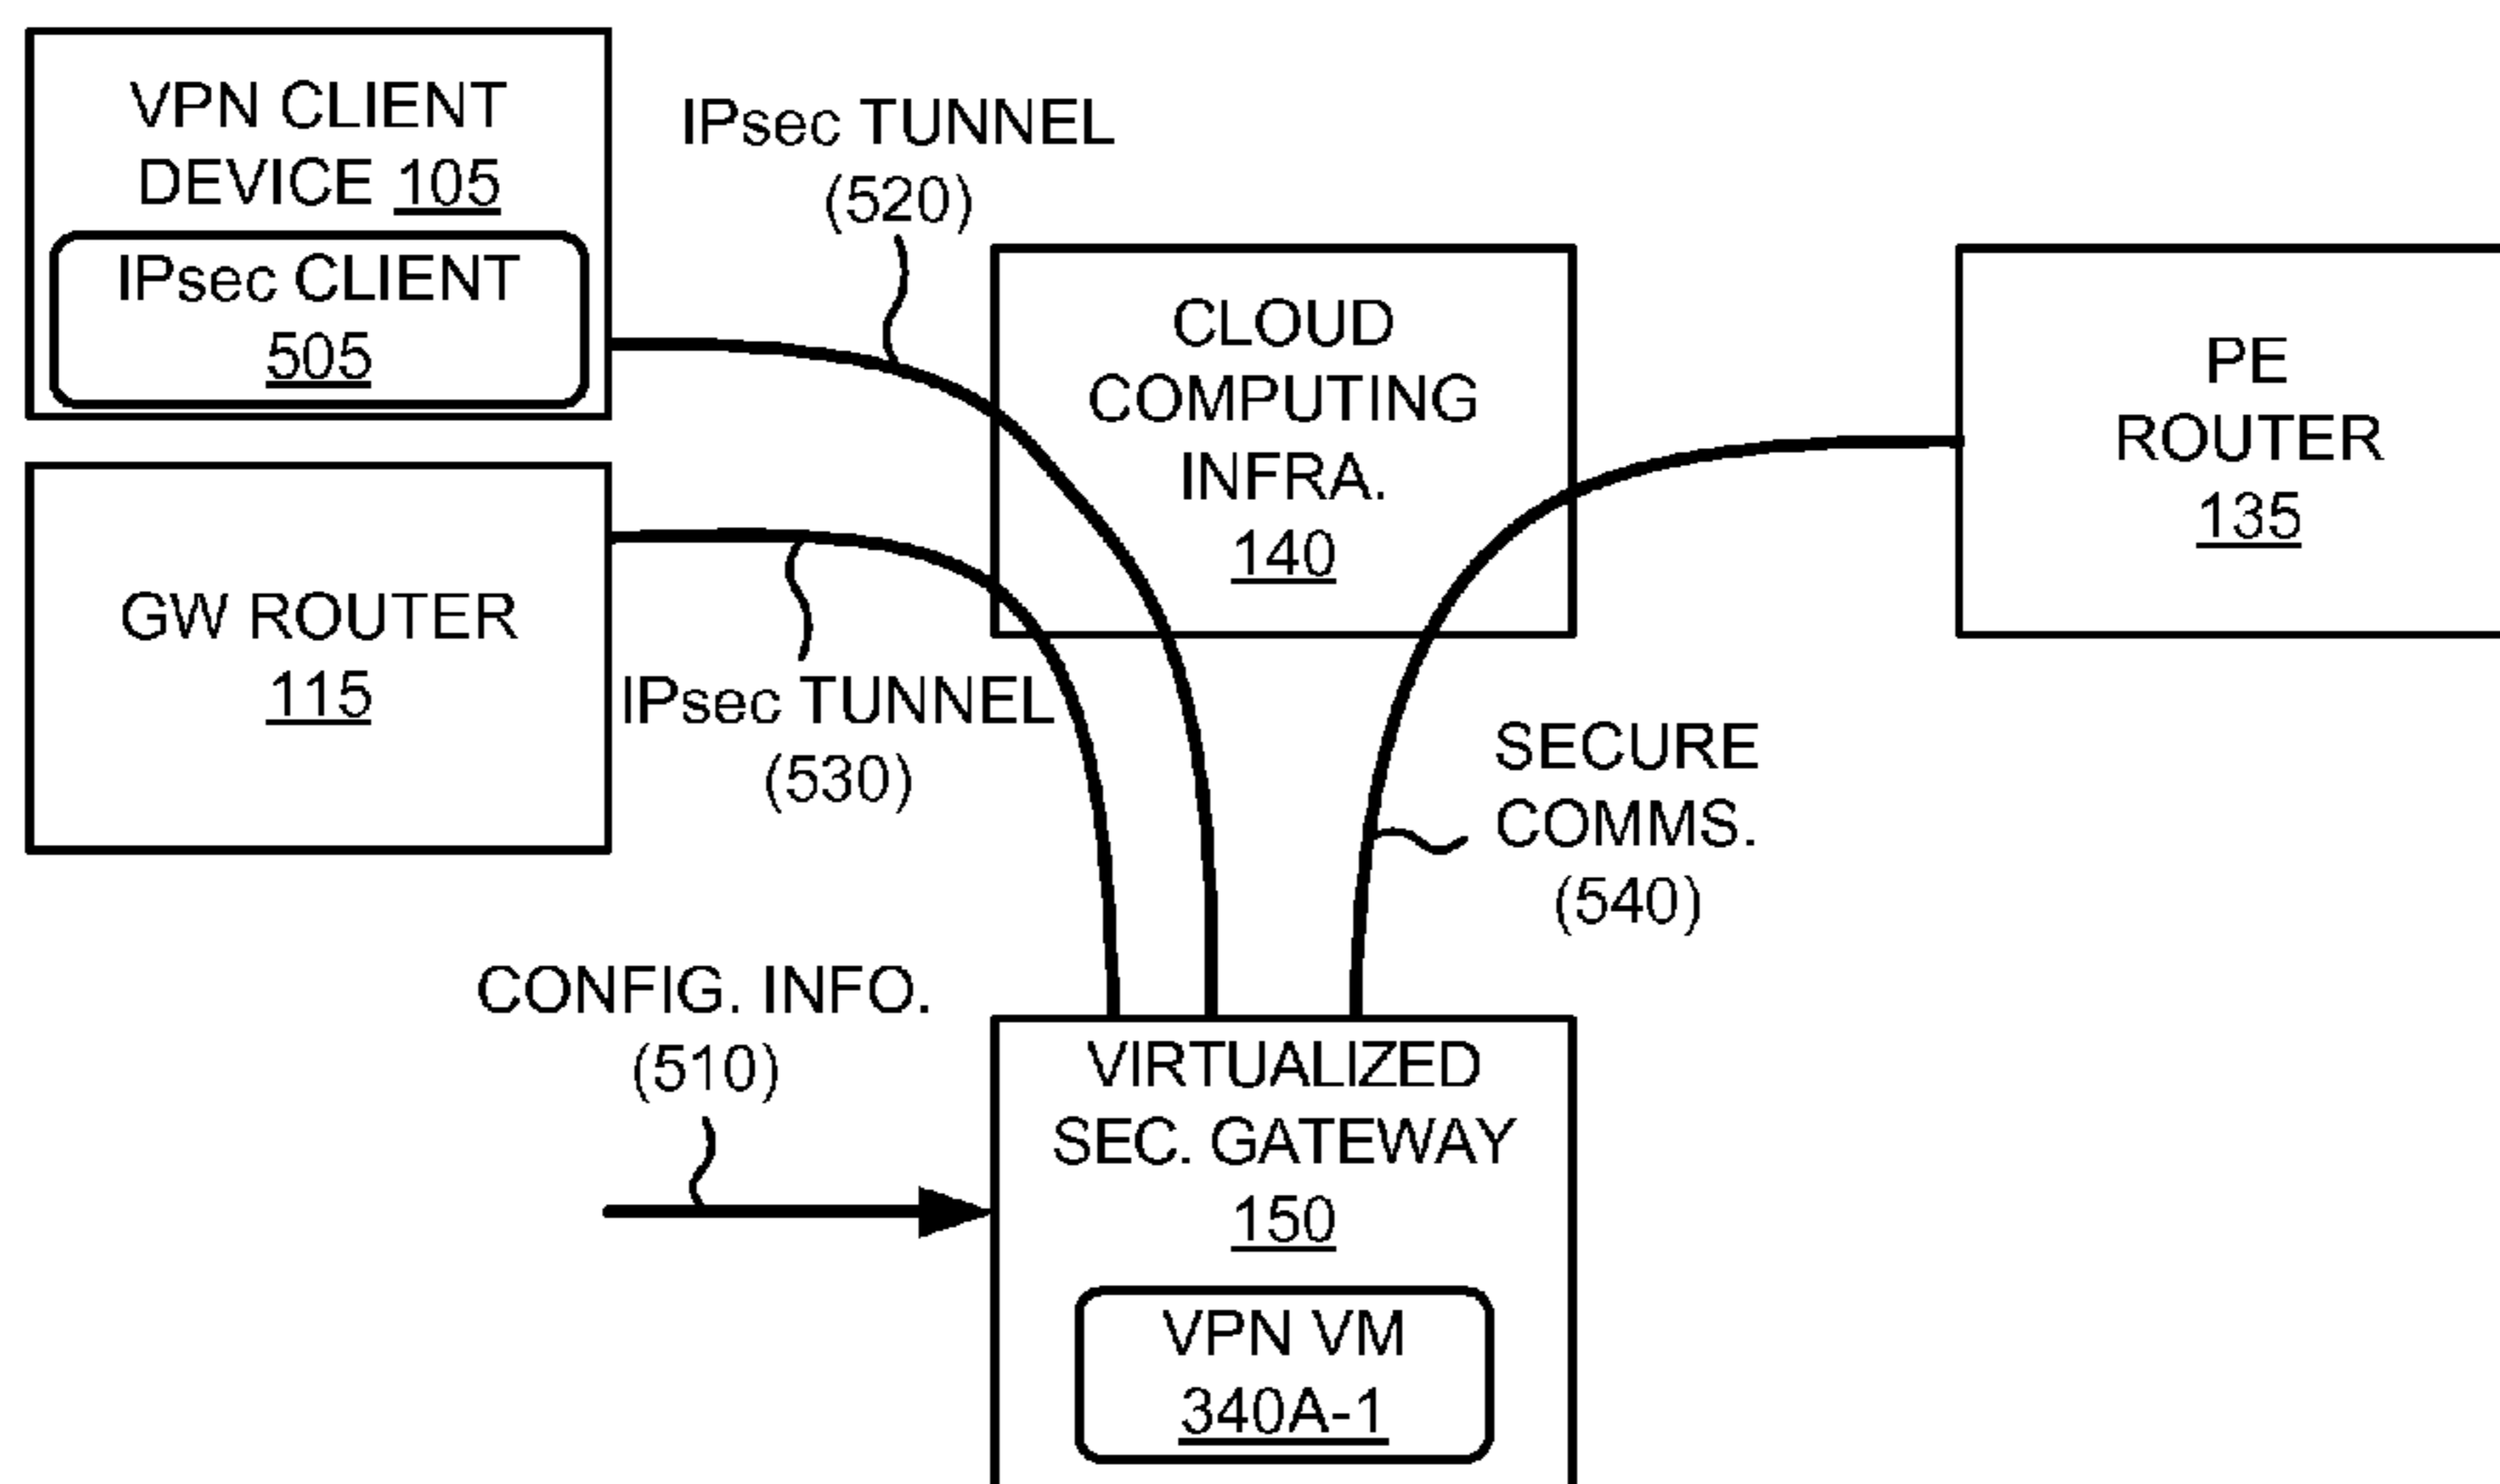 VPN CLIENT
DEVICE 105
IPsec CLIENT
505
IPsec TUNNEL
(520)
CLOUD
COMPUTING
INFRA.
140
PE
ROUTER
135
GW ROUTER
115
IPsec TUNNEL
(530)
SECURE
COMMS.
(540)
CONFIG. INFO.
(510)
VIRTUALIZED
SEC. GATEWAY
150
VPN VM
340A-1